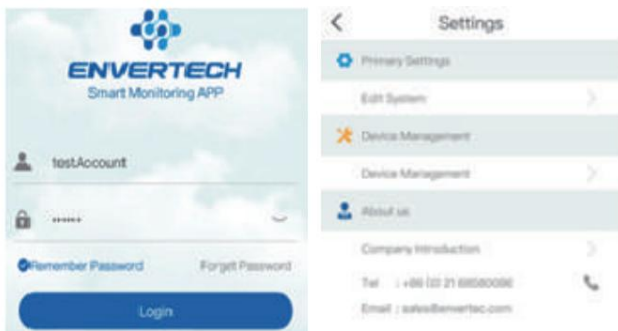 ENVERTECH
Smart Monitoring APP
testAccount
••••••
Remember Password
Forget Password
Login
Settings
Primary Settings
Edit System
Device Management
Device Management
About us
Company Introduction
Tel : +86 (0) 21 68580086
Email : sales@envertec.com